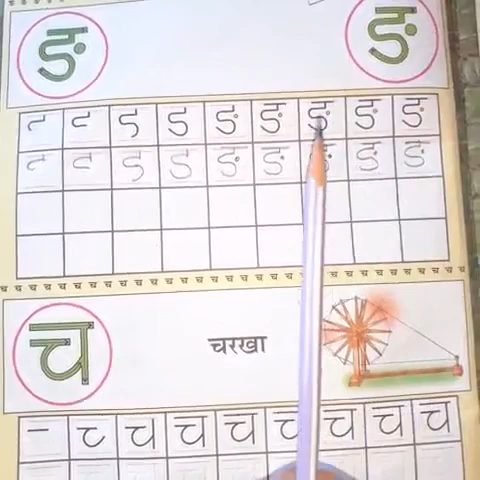 ङ ङ
ङ ङ ङ ङ ङ
ङ ङ ङ ङ
च चरखा
च च च च च च च